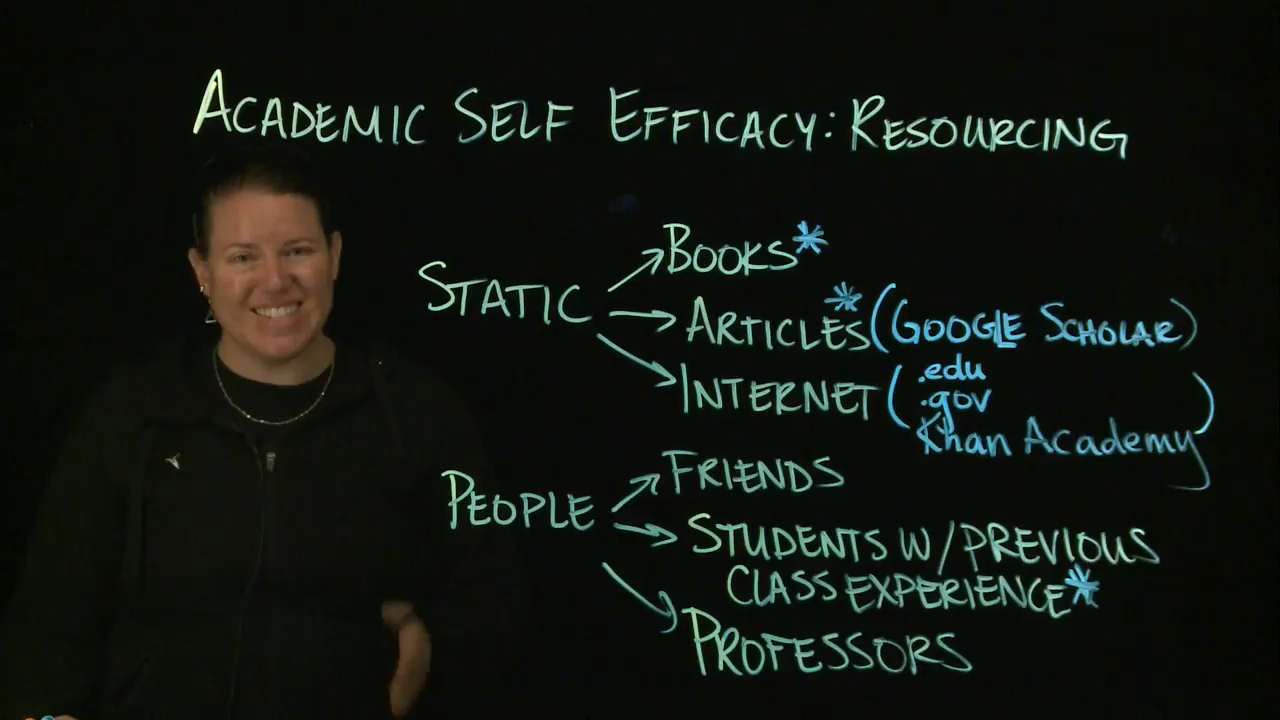 ACADEMIC SELF EFFICACY: RESOURCING
BOOKS*
STATIC
ARTICLES* (GOOGLE SCHOLAR)
INTERNET (.edu
.gov
Khan Academy)
FRIENDS
PEOPLE
STUDENTS W/PREVIOUS
CLASS EXPERIENCE*
PROFESSORS